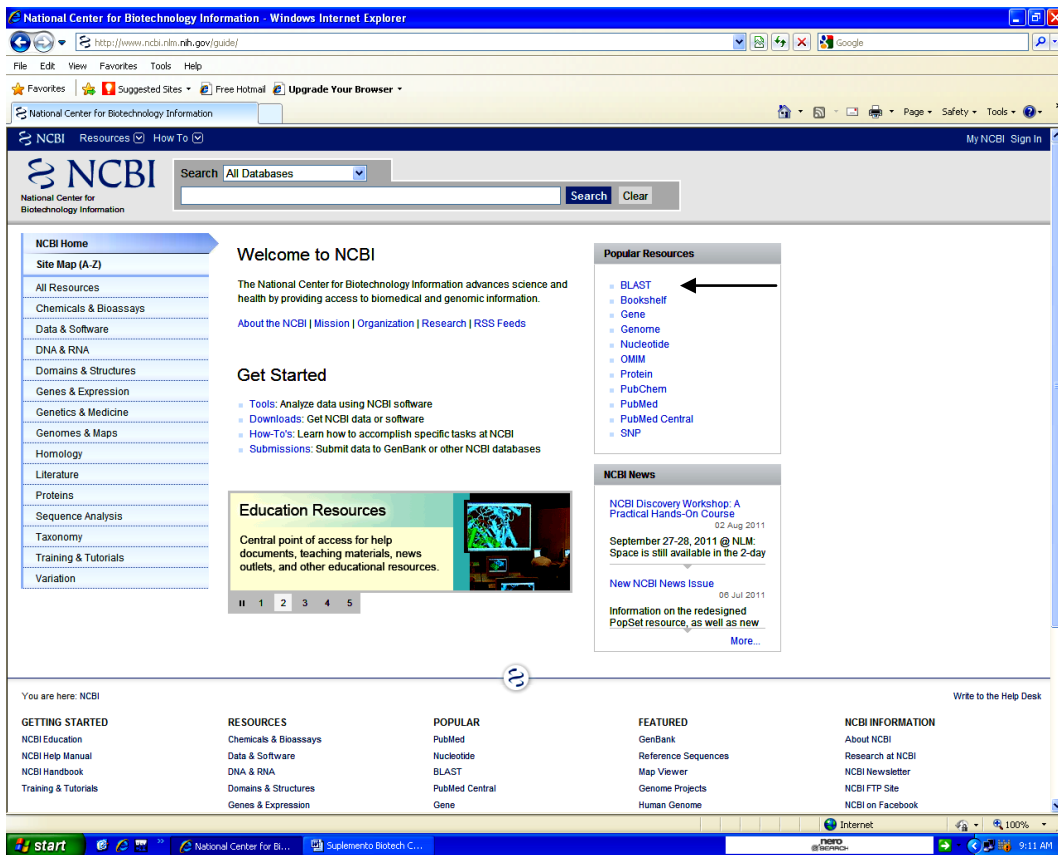 National Center for Biotechnology Information - Windows Internet Explorer
http://www.ncbi.nlm.nih.gov/guide/
Google
File Edit View Favorites Tools Help
Favorites Suggested Sites Free Hotmail Upgrade Your Browser
National Center for Biotechnology Information
Page Safety Tools
NCBI Resources How To
My NCBI Sign In
NCBI
National Center for
Biotechnology Information
Search All Databases
Search Clear
NCBI Home
Site Map (A-Z)
All Resources
Chemicals & Bioassays
Data & Software
DNA & RNA
Domains & Structures
Genes & Expression
Genetics & Medicine
Genomes & Maps
Homology
Literature
Proteins
Sequence Analysis
Taxonomy
Training & Tutorials
Variation
Welcome to NCBI
The National Center for Biotechnology Information advances science and
health by providing access to biomedical and genomic information.
About the NCBI | Mission | Organization | Research | RSS Feeds
Get Started
Tools: Analyze data using NCBI software
Downloads: Get NCBI data or software
How-To's: Learn how to accomplish specific tasks at NCBI
Submissions: Submit data to GenBank or other NCBI databases
Education Resources
Central point of access for help
documents, teaching materials, news
outlets, and other educational resources.
1 2 3 4 5
Popular Resources
BLAST
Bookshelf
Gene
Genome
Nucleotide
OMIM
Protein
PubChem
PubMed
PubMed Central
SNP
NCBI News
NCBI Discovery Workshop: A
Practical Hands-On Course
02 Aug 2011
September 27-28, 2011 @ NLM:
Space is still available in the 2-day
New NCBI News Issue
06 Jul 2011
Information on the redesigned
PopSet resource, as well as new
More...
You are here: NCBI
Write to the Help Desk
GETTING STARTED
NCBI Education
NCBI Help Manual
NCBI Handbook
Training & Tutorials
RESOURCES
Chemicals & Bioassays
Data & Software
DNA & RNA
Domains & Structures
Genes & Expression
POPULAR
PubMed
Nucleotide
BLAST
PubMed Central
Gene
FEATURED
GenBank
Reference Sequences
Map Viewer
Genome Projects
Human Genome
NCBI INFORMATION
About NCBI
Research at NCBI
NCBI Newsletter
NCBI FTP Site
NCBI on Facebook
Internet 100%
start
National Center for Bi...
Suplemento Biotech C...
nero
SEARCH
9:11 AM